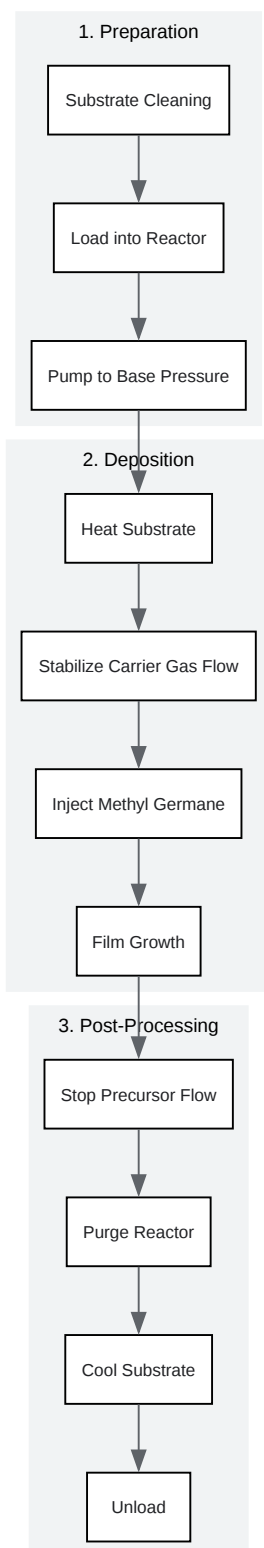 1. Preparation
Substrate Cleaning
Load into Reactor
Pump to Base Pressure
2. Deposition
Heat Substrate
Stabilize Carrier Gas Flow
Inject Methyl Germane
Film Growth
3. Post-Processing
Stop Precursor Flow
Purge Reactor
Cool Substrate
Unload